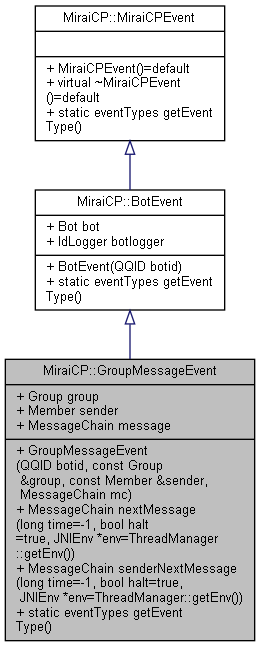 MiraiCP::MiraiCPEvent
+ MiraiCPEvent()=default
+ virtual ~MiraiCPEvent
()=default
+ static eventTypes getEvent
Type()
MiraiCP::BotEvent
+ Bot bot
+ IdLogger botlogger
+ BotEvent(QQID botid)
+ static eventTypes getEvent
Type()
MiraiCP::GroupMessageEvent
+ Group group
+ Member sender
+ MessageChain message
+ GroupMessageEvent
(QQID botid, const Group
&group, const Member &sender,
MessageChain mc)
+ MessageChain nextMessage
(long time=-1, bool halt
=true, JNIEnv *env=ThreadManager
::getEnv())
+ MessageChain senderNextMessage
(long time=-1, bool halt=true,
JNIEnv *env=ThreadManager::getEnv())
+ static eventTypes getEvent
Type()